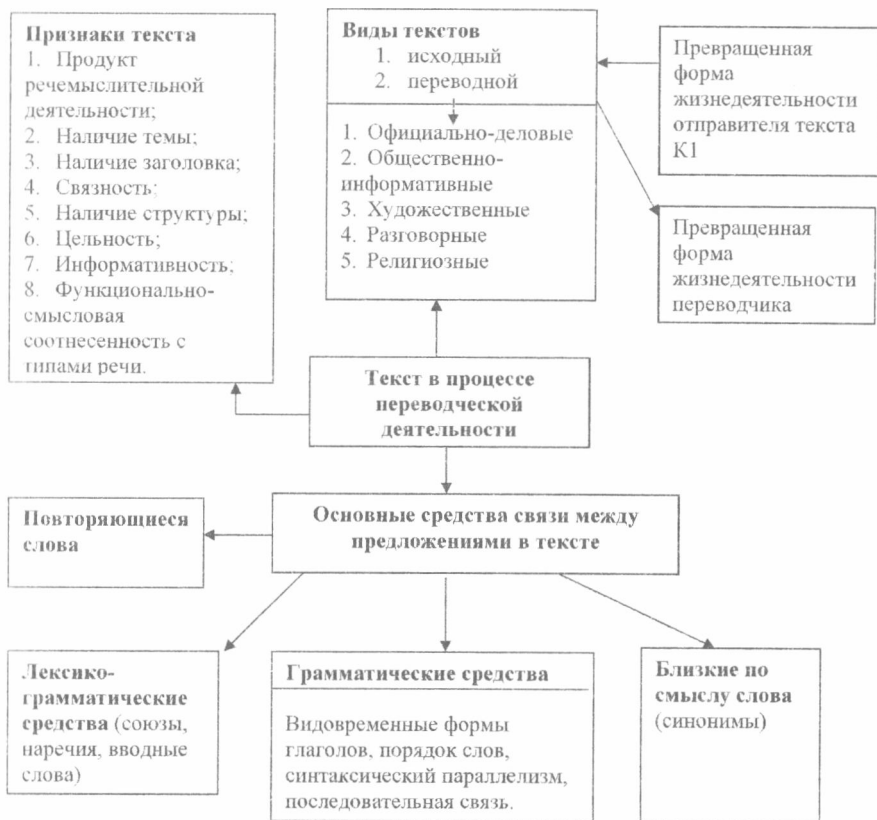 Признаки текста
1. Продукт
речемыслительной
деятельности;
2. Наличие темы;
3. Наличие заголовка;
4. Связность;
5. Наличие структуры;
6. Цельность;
7. Информативность;
8. Функционально-
смысловая
соотнесенность с
типами речи.
Виды текстов
1. исходный
2. переводной
1. Официально-деловые
2. Общественно-
информативные
3. Художественные
4. Разговорные
5. Религиозные
Превращенная
форма
жизнедеятельности
отправителя текста
К1
Превращенная
форма
жизнедеятельности
переводчика
Текст в процессе
переводческой
деятельности
Повторяющиеся
слова
Основные средства связи между
предложениями в тексте
Лексико-
грамматические
средства (союзы,
наречия, вводные
слова)
Грамматические средства
Видовременные формы
глаголов, порядок слов,
синтаксический параллелизм,
последовательная связь.
Близкие по
смыслу слова
(синонимы)